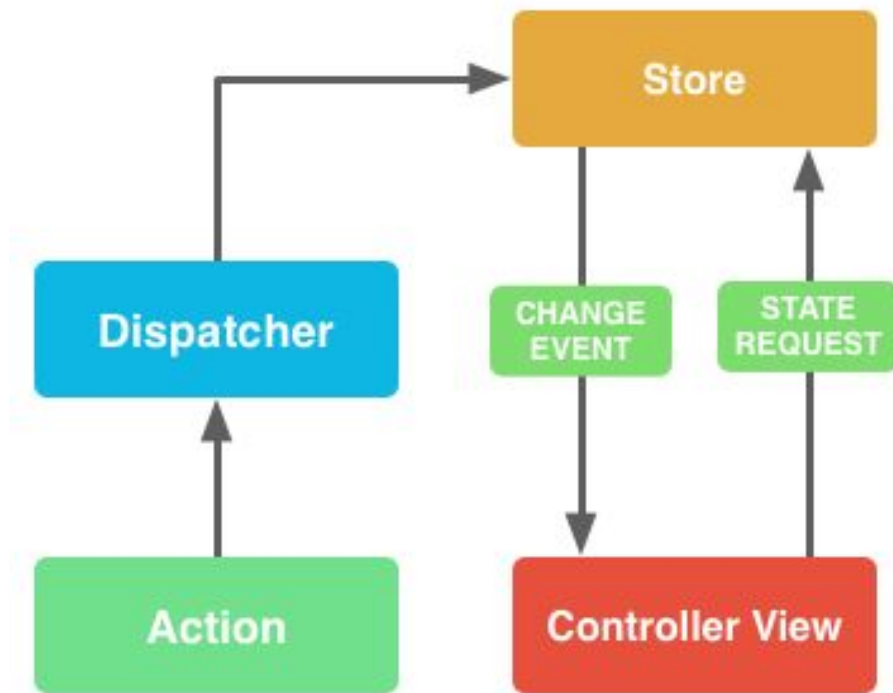 Store
Dispatcher
CHANGE
EVENT
STATE
REQUEST
Action
Controller View